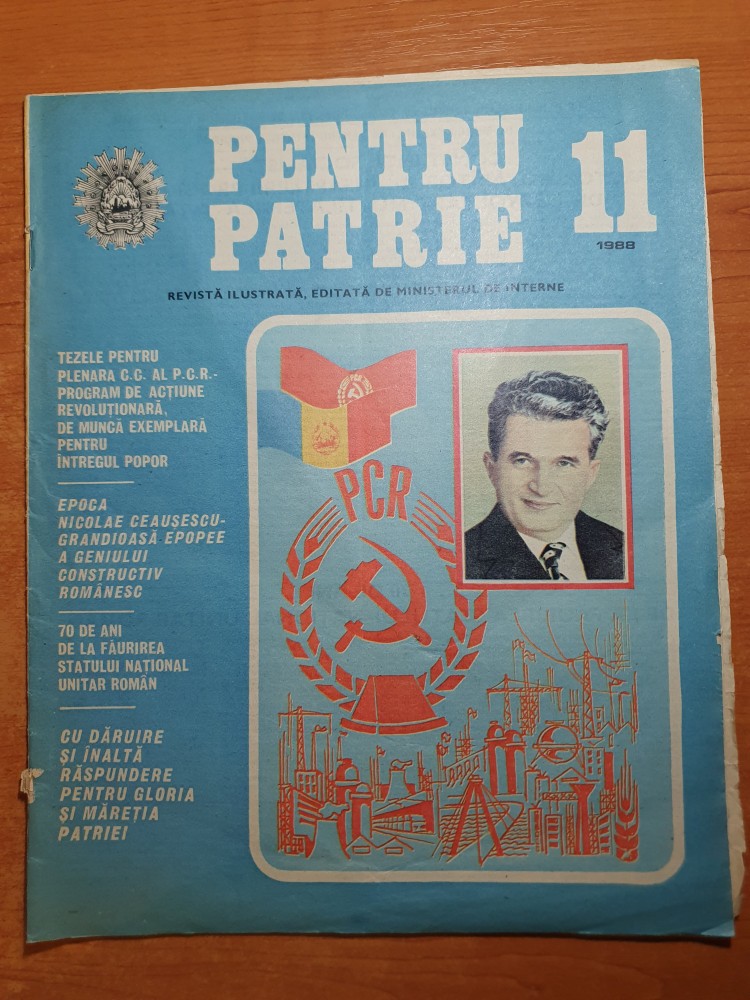 PENTRU
PATRIE
11
1988
REVISTĂ ILUSTRATĂ, EDITATĂ DE MINISTERUL DE INTERNE
TEZELE PENTRU
PLENARA C.C. AL P.C.R.-
PROGRAM DE ACȚIUNE
REVOLUȚIONARĂ,
DE MUNCĂ EXEMPLARĂ
PENTRU
ÎNTREGUL POPOR
EPOCA
NICOLAE CEAUȘESCU-
GRANDIOASĂ EPOPEE
A GENIULUI
CONSTRUCTIV
ROMÂNESC
70 DE ANI
DE LA FĂURIREA
STATULUI NAȚIONAL
UNITAR ROMÂN
CU DĂRUIRE
ȘI ÎNALTĂ
RĂSPUNDERE
PENTRU GLORIA
ȘI MĂREȚIA
PATRIEI
PCR